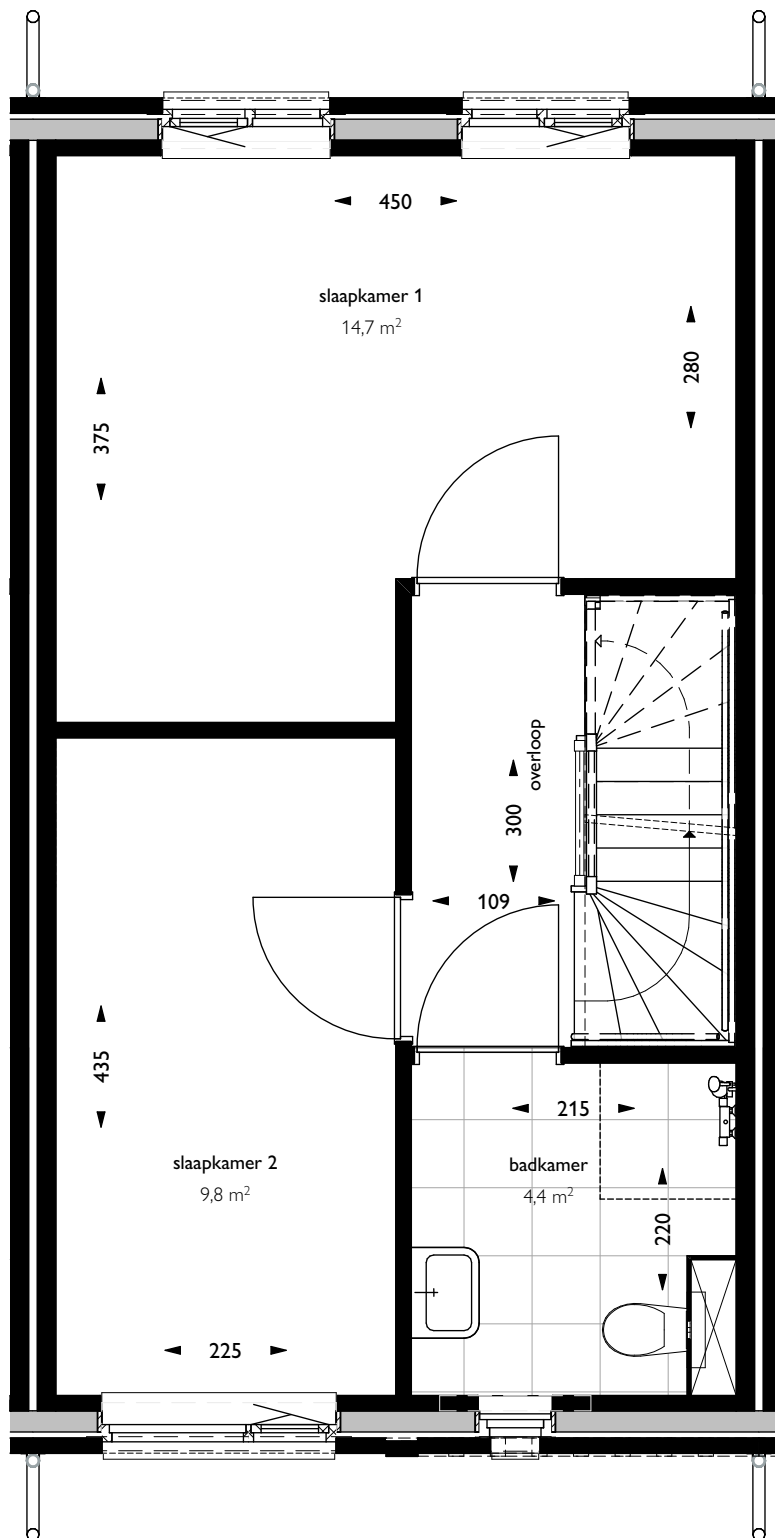 450
slaapkamer 1
14,7 m²
280
375
overloop
300
109
435
215
slaapkamer 2
9,8 m²
badkamer
4,4 m²
220
225